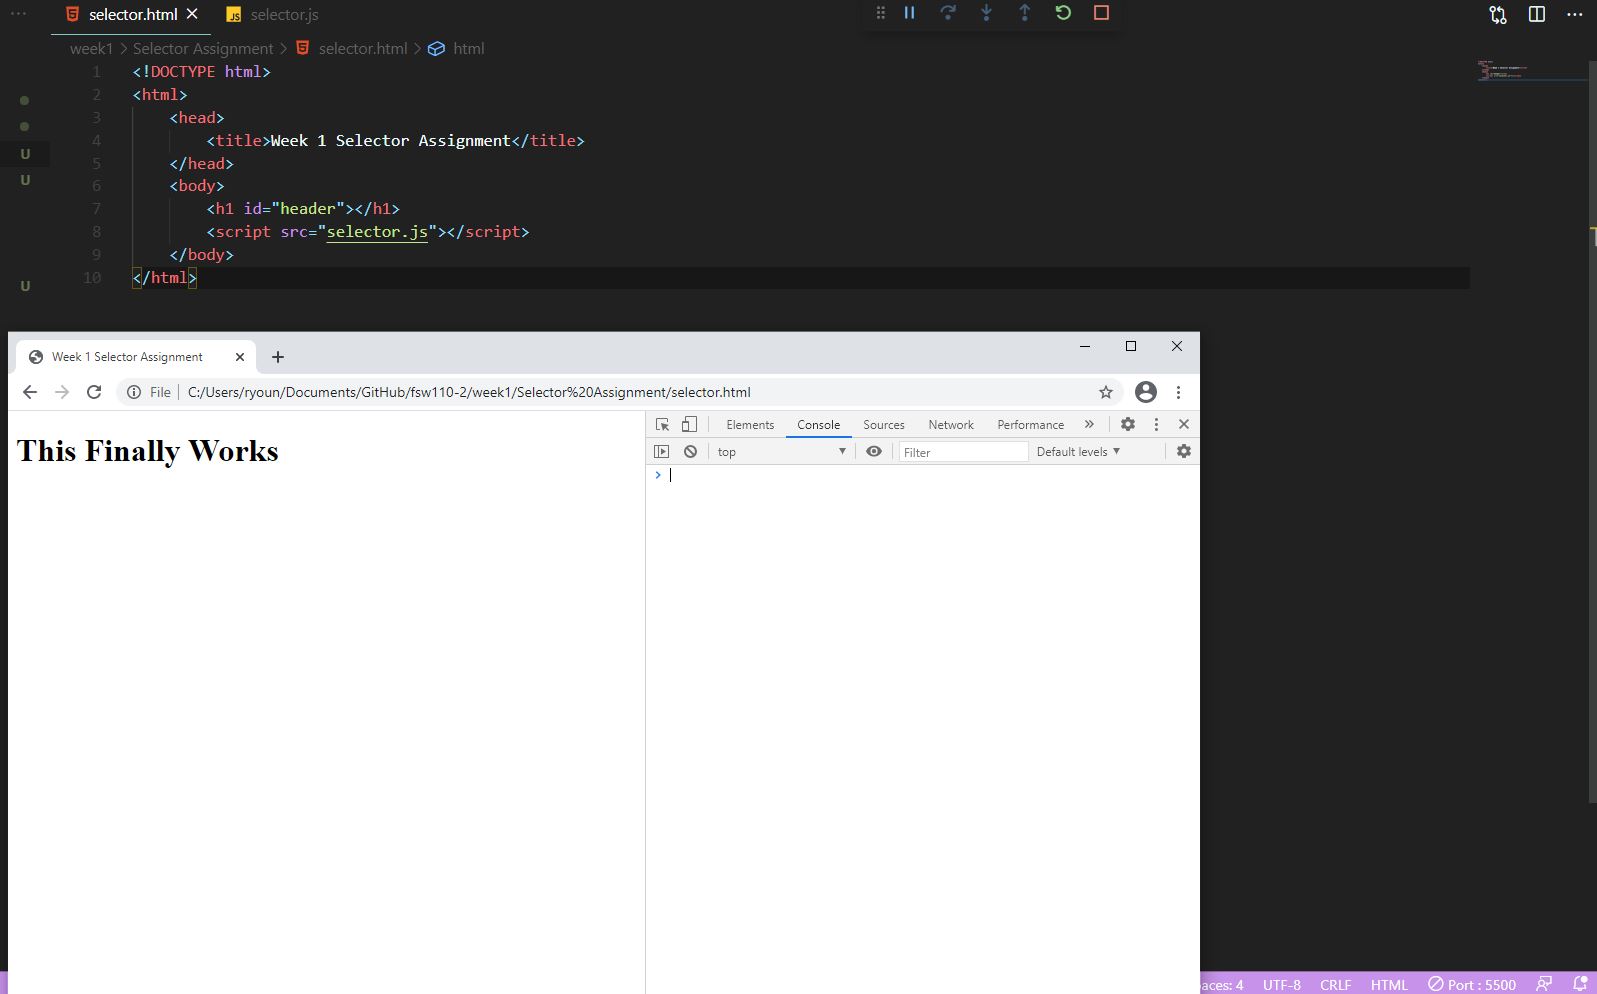 selector.html
JS selector.js
week1 > Selector Assignment > selector.html > html
1 <!DOCTYPE html>
2 <html>
3 <head>
4 <title>Week 1 Selector Assignment</title>
U 5 </head>
U 6 <body>
7 <h1 id="header"></h1>
8 <script src="selector.js"></script>
9 </body>
U 10 </html>
Week 1 Selector Assignment
File | C:/Users/ryoun/Documents/GitHub/fsw110-2/week1/Selector%20Assignment/selector.html
This Finally Works
Elements Console Sources Network Performance »
top Filter Default levels
>
aces: 4 UTF-8 CRLF HTML Port : 5500